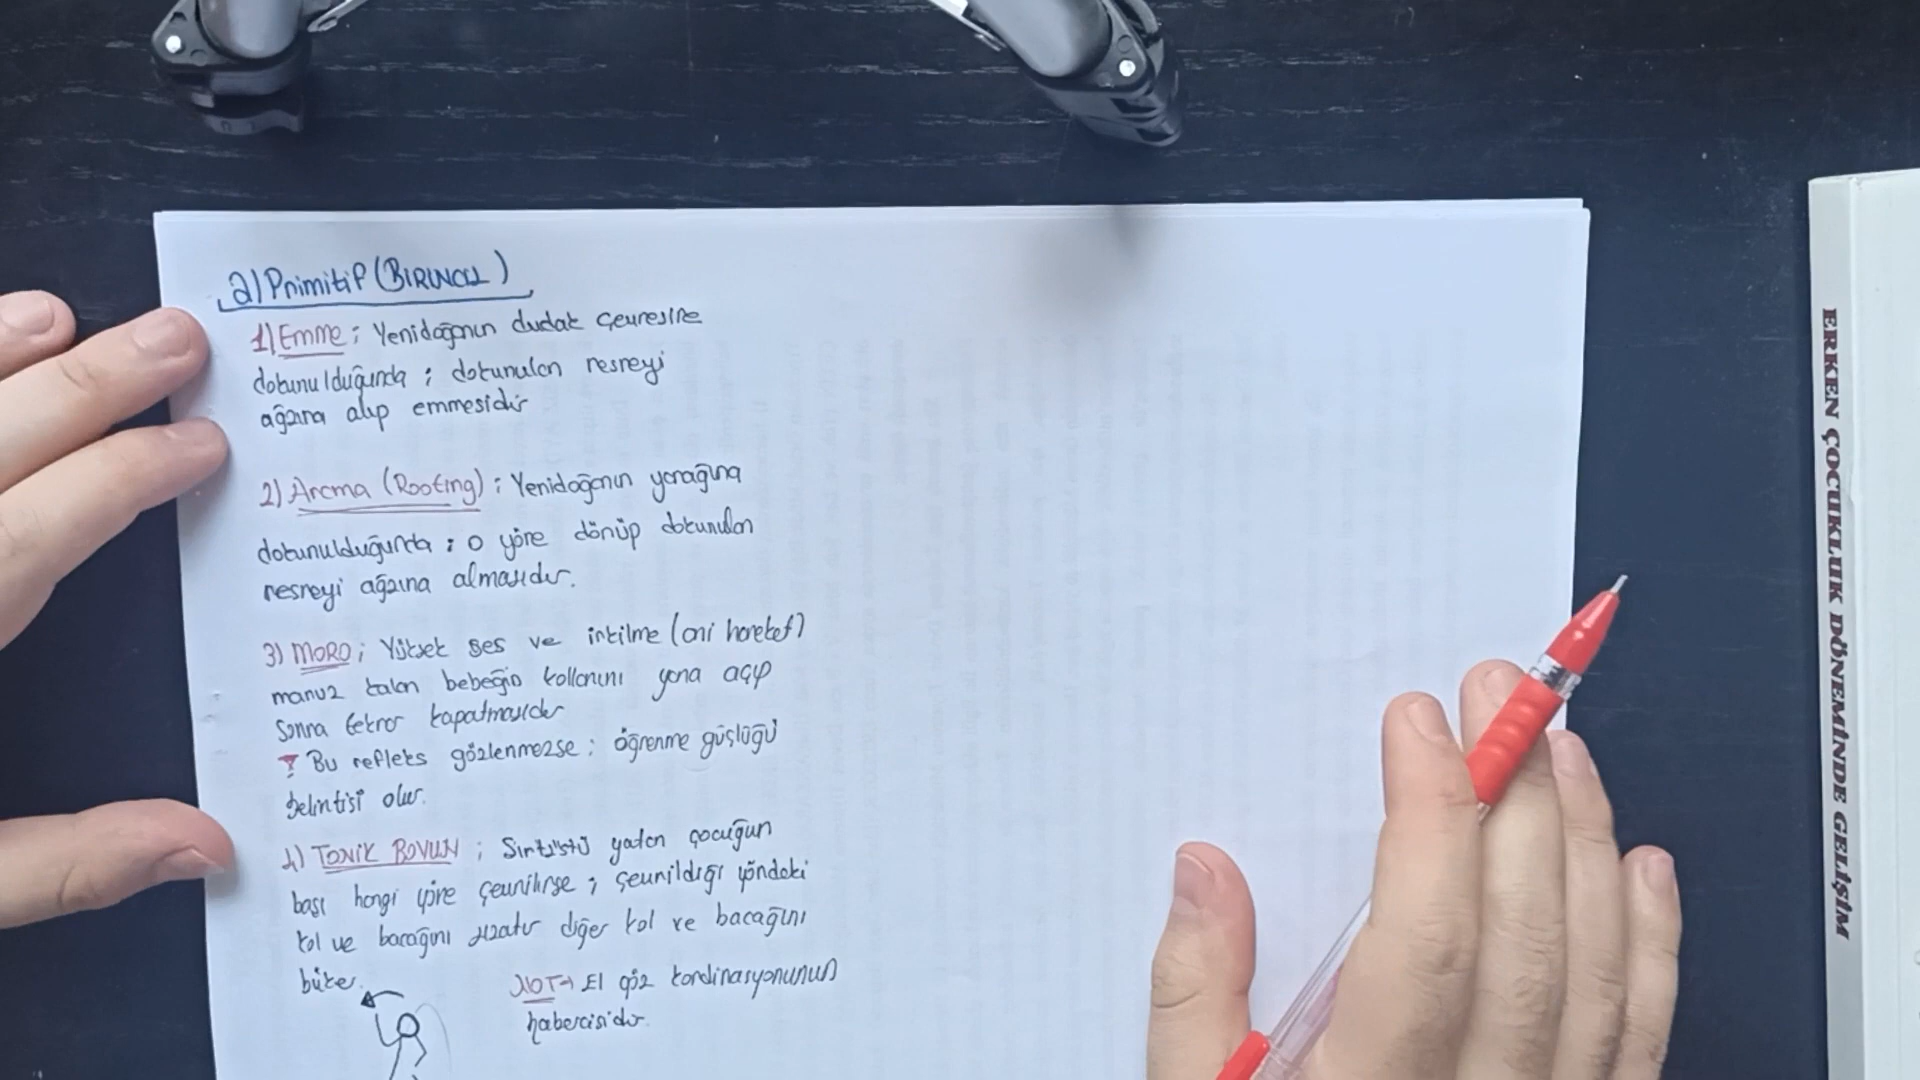 a) Primitif (BİRİNCİL)
1) Emme ; Yenidoğanın dudak çevresine
dokunulduğunda ; dokunulan nesneyi
ağzına alıp emmesidir
2) Arama (Rooting) ; Yenidoğanın yanağına
dokunulduğunda ; o yöne dönüp dokunulan
nesneyi ağzına almasıdır.
3) MORO ; Yüksek ses ve irkilme (ani hareket)
maruz kalan bebeğin kollarını yana açıp
sonra tekrar kapatmasıdır
! Bu refleks gözlenmezse ; öğrenme güçlüğü
belirtisi olur.
4) TONİK BOYUN ; Sırtüstü yatan çocuğun
başı hangi yöne çevrilirse ; çevrildiği yöndeki
kol ve bacağını uzatır diğer kol ve bacağını
büker.
NOT→ El göz kordinasyonunun
habercisidir.
ERKEN ÇOCUKLUK DÖNEMİNDE GELİŞİM